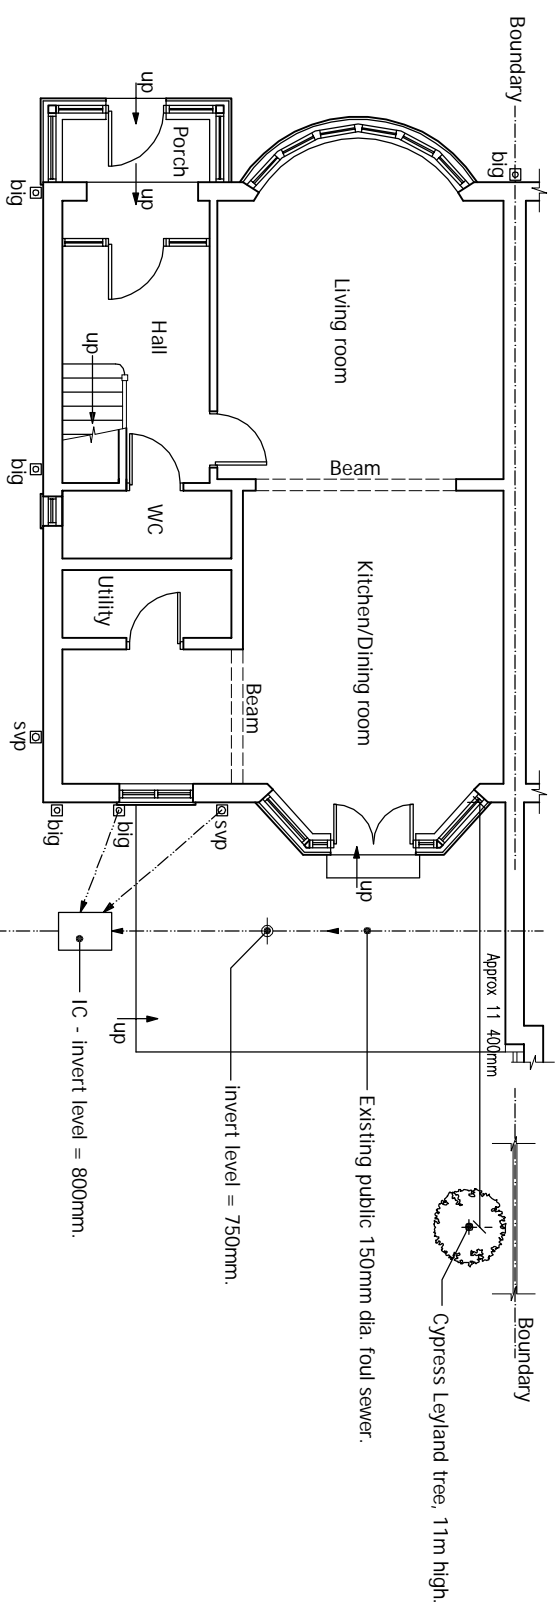 Boundary
big
up
Porch
up
big
Living room
Hall
up
Beam
big
WC
Kitchen/Dining room
Utility
Beam
svp
big
big
svp
up
Approx 11 400mm
up
IC - invert level = 800mm.
invert level = 750mm.
Existing public 150mm dia. foul sewer.
Cypress Leyland tree, 11m high.
Boundary